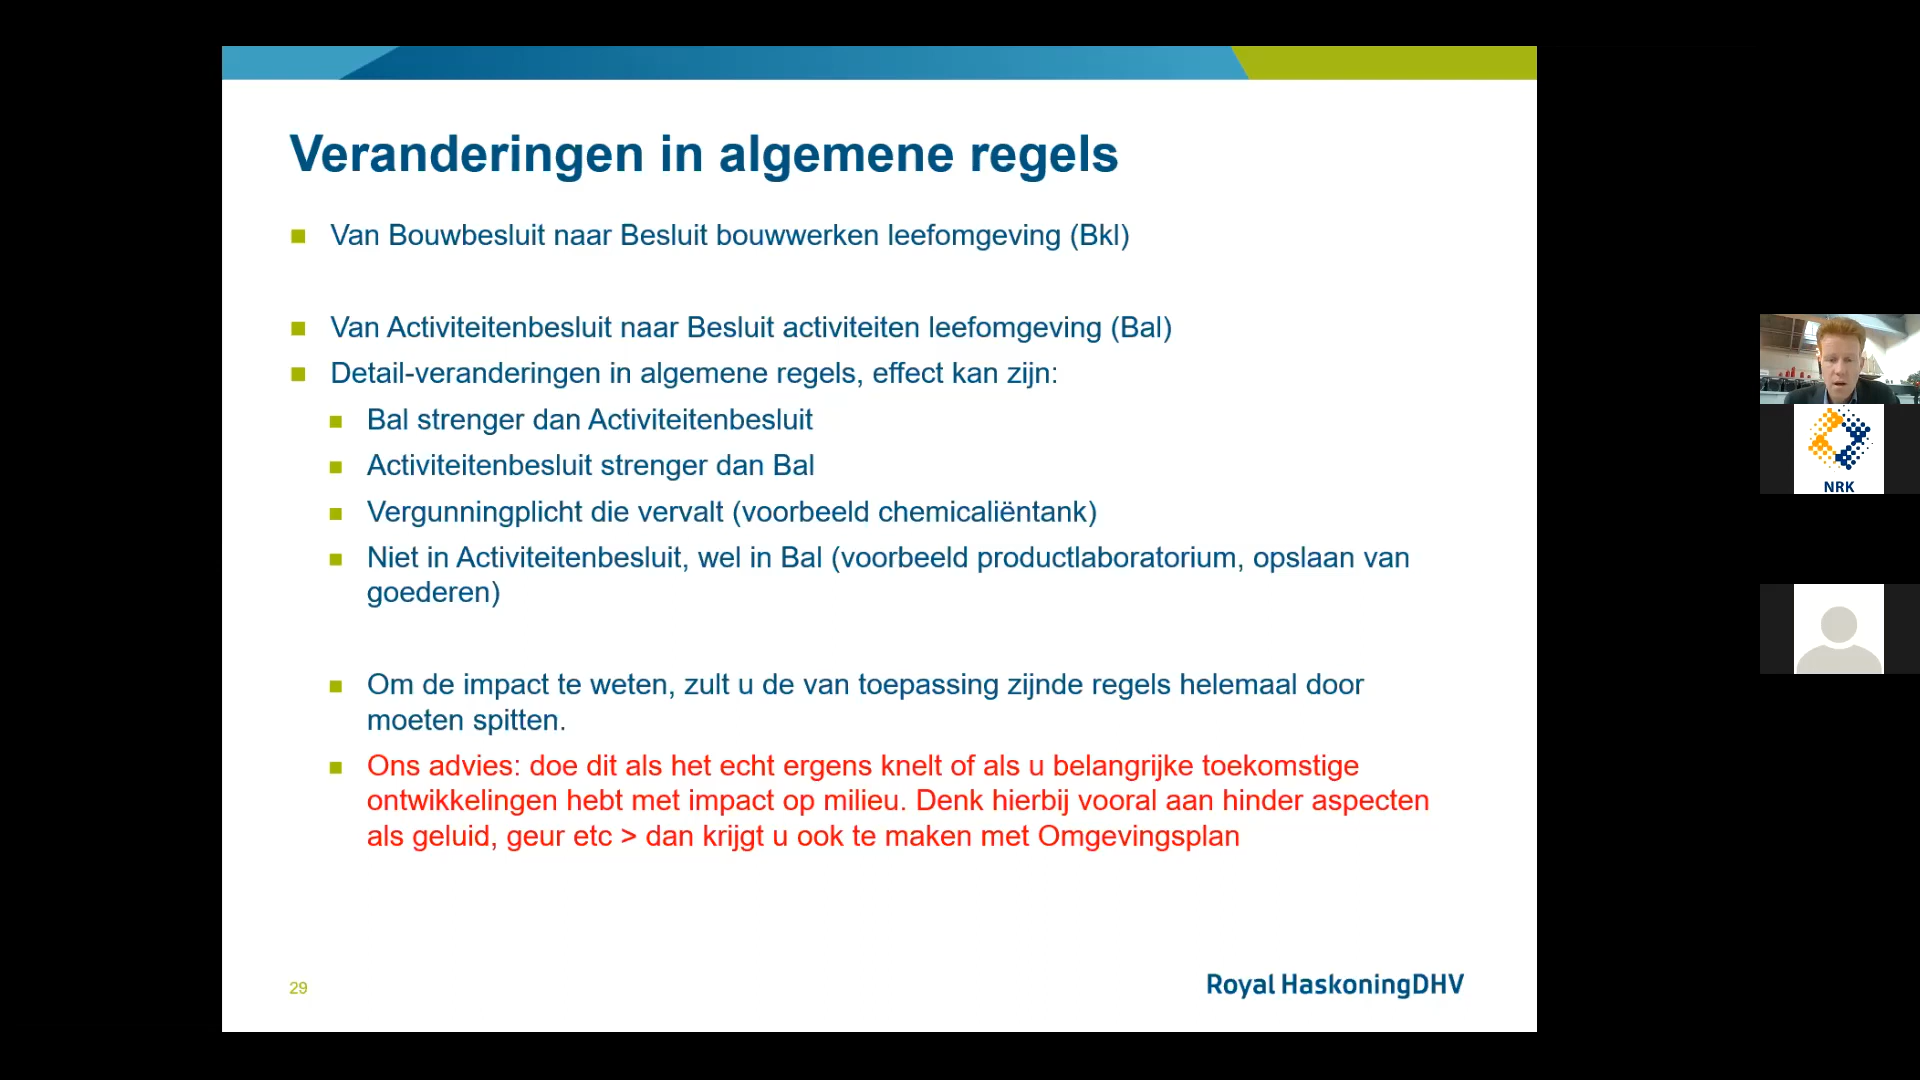 Veranderingen in algemene regels
Van Bouwbesluit naar Besluit bouwwerken leefomgeving (Bkl)
Van Activiteitenbesluit naar Besluit activiteiten leefomgeving (Bal)
Detail-veranderingen in algemene regels, effect kan zijn:
Bal strenger dan Activiteitenbesluit
Activiteitenbesluit strenger dan Bal
Vergunningplicht die vervalt (voorbeeld chemicaliëntank)
Niet in Activiteitenbesluit, wel in Bal (voorbeeld productlaboratorium, opslaan van
goederen)
Om de impact te weten, zult u de van toepassing zijnde regels helemaal door
moeten spitten.
Ons advies: doe dit als het echt ergens knelt of als u belangrijke toekomstige
ontwikkelingen hebt met impact op milieu. Denk hierbij vooral aan hinder aspecten
als geluid, geur etc > dan krijgt u ook te maken met Omgevingsplan
29
Royal HaskoningDHV
NRK